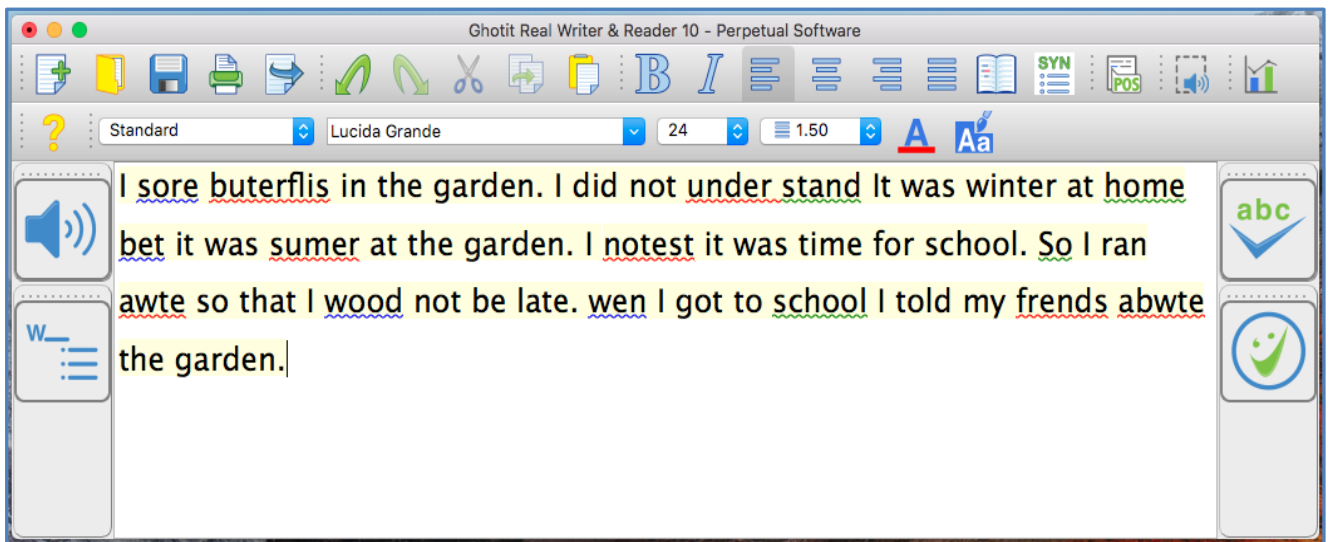 Ghotit Real Writer & Reader 10 - Perpetual Software
B I SYN POS
? Standard Lucida Grande 24 1.50 A Aa
I sore buterflis in the garden. I did not under stand It was winter at home
abc
bet it was sumer at the garden. I notest it was time for school. So I ran
awte so that I wood not be late. wen I got to school I told my frends abwte
W
the garden.